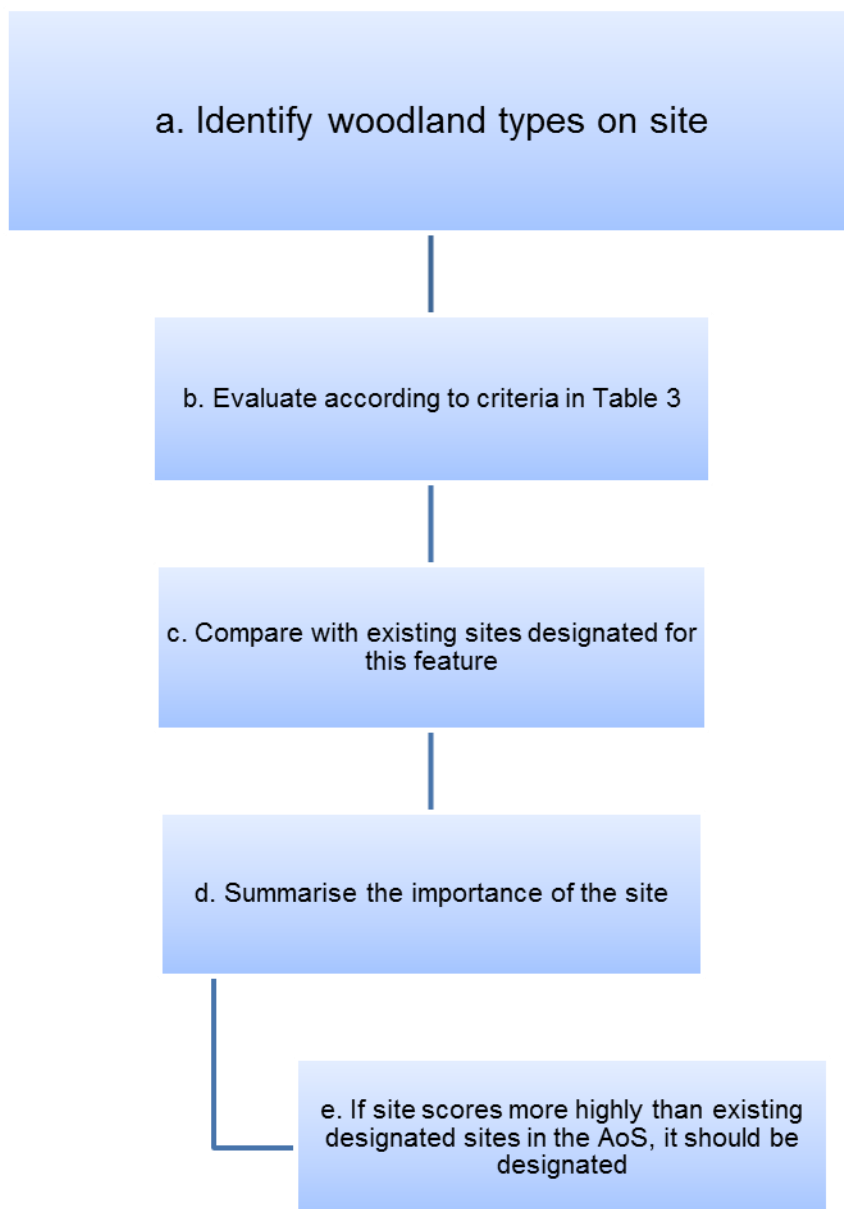 a. Identify woodland types on site
b. Evaluate according to criteria in Table 3
c. Compare with existing sites designated for
this feature
d. Summarise the importance of the site
e. If site scores more highly than existing
designated sites in the AoS, it should be
designated